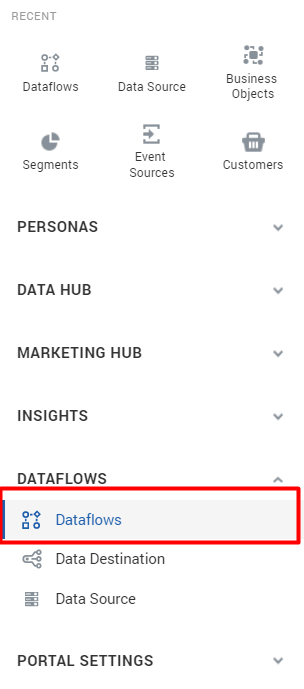 RECENT
Dataflows
Data Source
Business
Objects
Segments
Event
Sources
Customers
PERSONAS
DATA HUB
MARKETING HUB
INSIGHTS
DATAFLOWS
Dataflows
Data Destination
Data Source
PORTAL SETTINGS